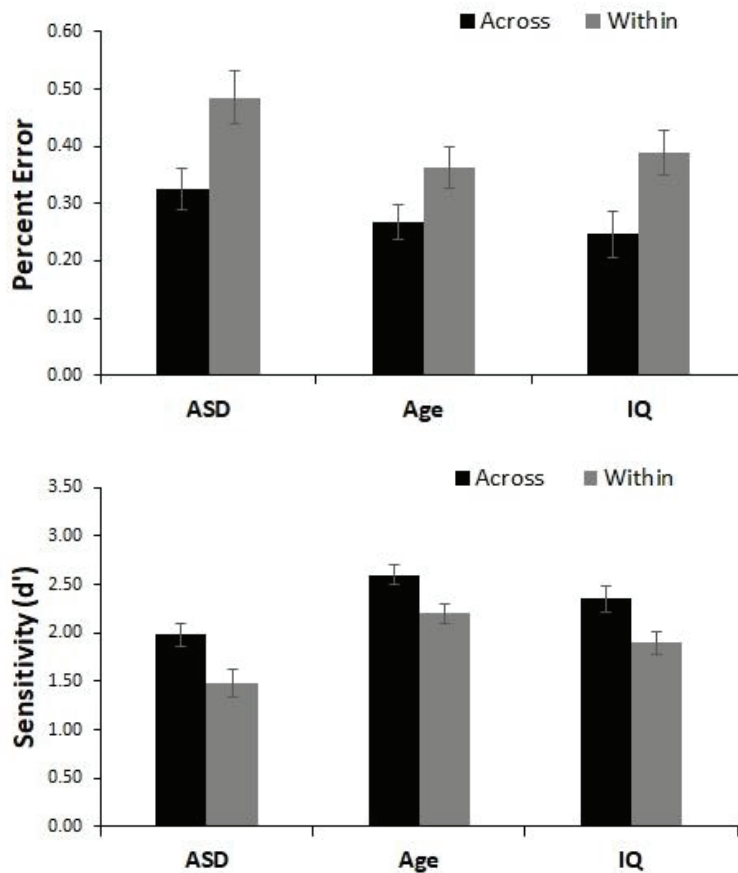 Across Within
Percent Error
0.60
0.50
0.40
0.30
0.20
0.10
0.00
ASD Age IQ
Across Within
Sensitivity (d')
3.50
3.00
2.50
2.00
1.50
1.00
0.50
0.00
ASD Age IQ